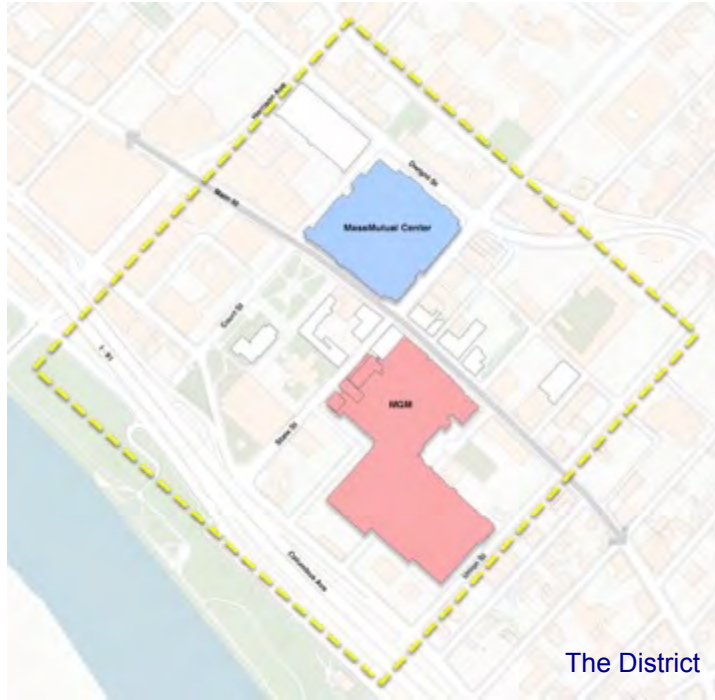 Harrison Ave
Dwight St
Main St
MassMutual Center
Court St
I - 91
MGM
State St
Columbus Ave
Union St
The District